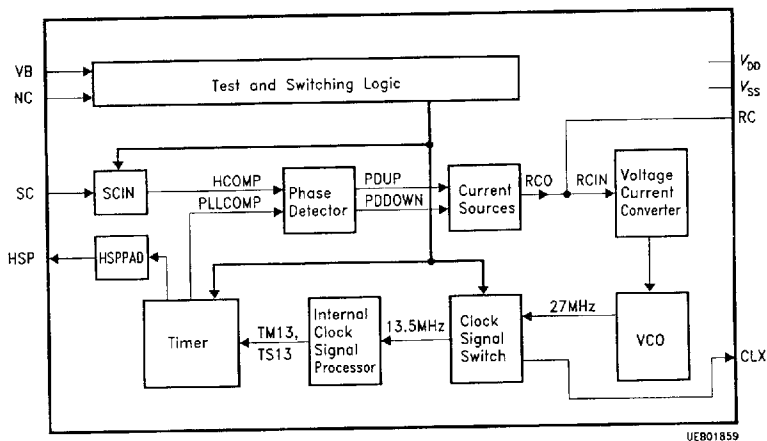 VB
NC
Test and Switching Logic
V_DD
V_SS
RC
SC
SCIN
HCOMP
PLLCOMP
Phase
Detector
PDUP
PDDOWN
Current
Sources
RCO
RCIN
Voltage
Current
Converter
HSP
HSPPAD
Timer
TM13,
TS13
Internal
Clock
Signal
Processor
13.5MHz
Clock
Signal
Switch
27MHz
VCO
CLX
UEB01859